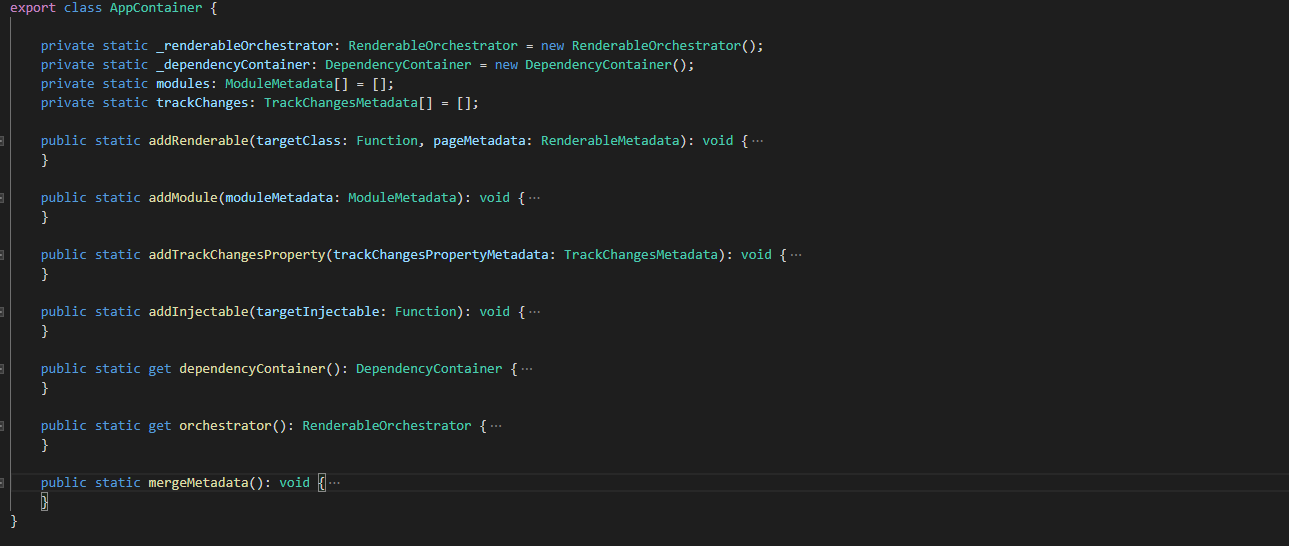 export class AppContainer {
private static _renderableOrchestrator: RenderableOrchestrator = new RenderableOrchestrator();
private static _dependencyContainer: DependencyContainer = new DependencyContainer();
private static modules: ModuleMetadata[] = [];
private static trackChanges: TrackChangesMetadata[] = [];
public static addRenderable(targetClass: Function, pageMetadata: RenderableMetadata): void {···
}
public static addModule(moduleMetadata: ModuleMetadata): void {···
}
public static addTrackChangesProperty(trackChangesPropertyMetadata: TrackChangesMetadata): void {···
}
public static addInjectable(targetInjectable: Function): void {···
}
public static get dependencyContainer(): DependencyContainer {···
}
public static get orchestrator(): RenderableOrchestrator {···
}
public static mergeMetadata(): void {···
}
}